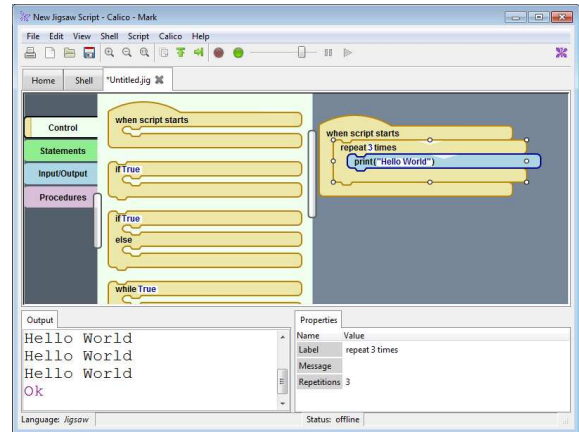 New Jigsaw Script - Calico - Mark
File Edit View Shell Script Calico Help
Home Shell *Untitled.jig
Control
Statements
Input/Output
Procedures
when script starts
if True
if True
else
while True
when script starts
repeat 3 times
print("Hello World")
Output
Hello World
Hello World
Hello World
Ok
Properties
Name Value
Label repeat 3 times
Message
Repetitions 3
Language: Jigsaw Status: offline